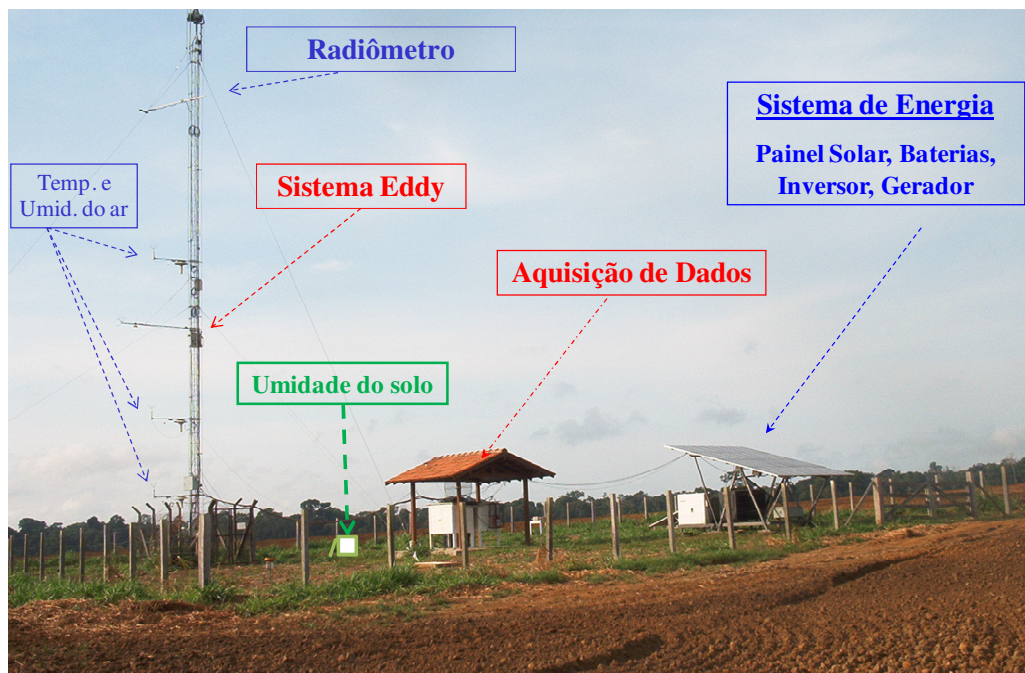 Radiômetro
Sistema de Energia
Painel Solar, Baterias,
Inversor, Gerador
Temp. e
Umid. do ar
Sistema Eddy
Aquisição de Dados
Umidade do solo